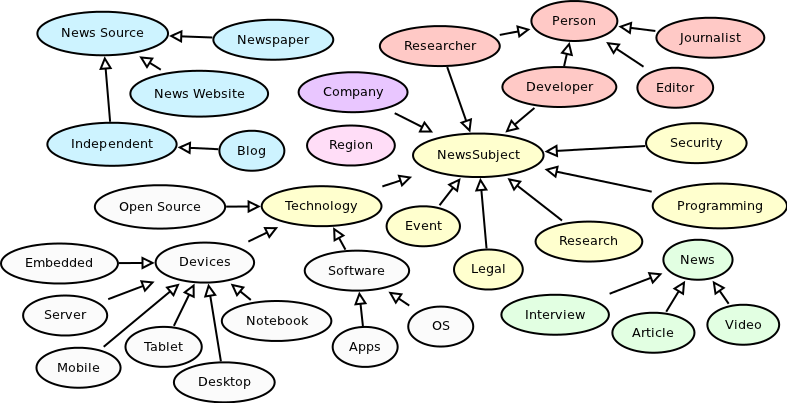 Person
News Source
Newspaper
Journalist
Researcher
Developer
Editor
Company
News Website
Independent
Blog
Region
NewsSubject
Security
Open Source
Technology
Programming
Event
Research
Embedded
Devices
Software
Legal
News
Server
Notebook
Interview
OS
Article
Video
Mobile
Tablet
Apps
Desktop